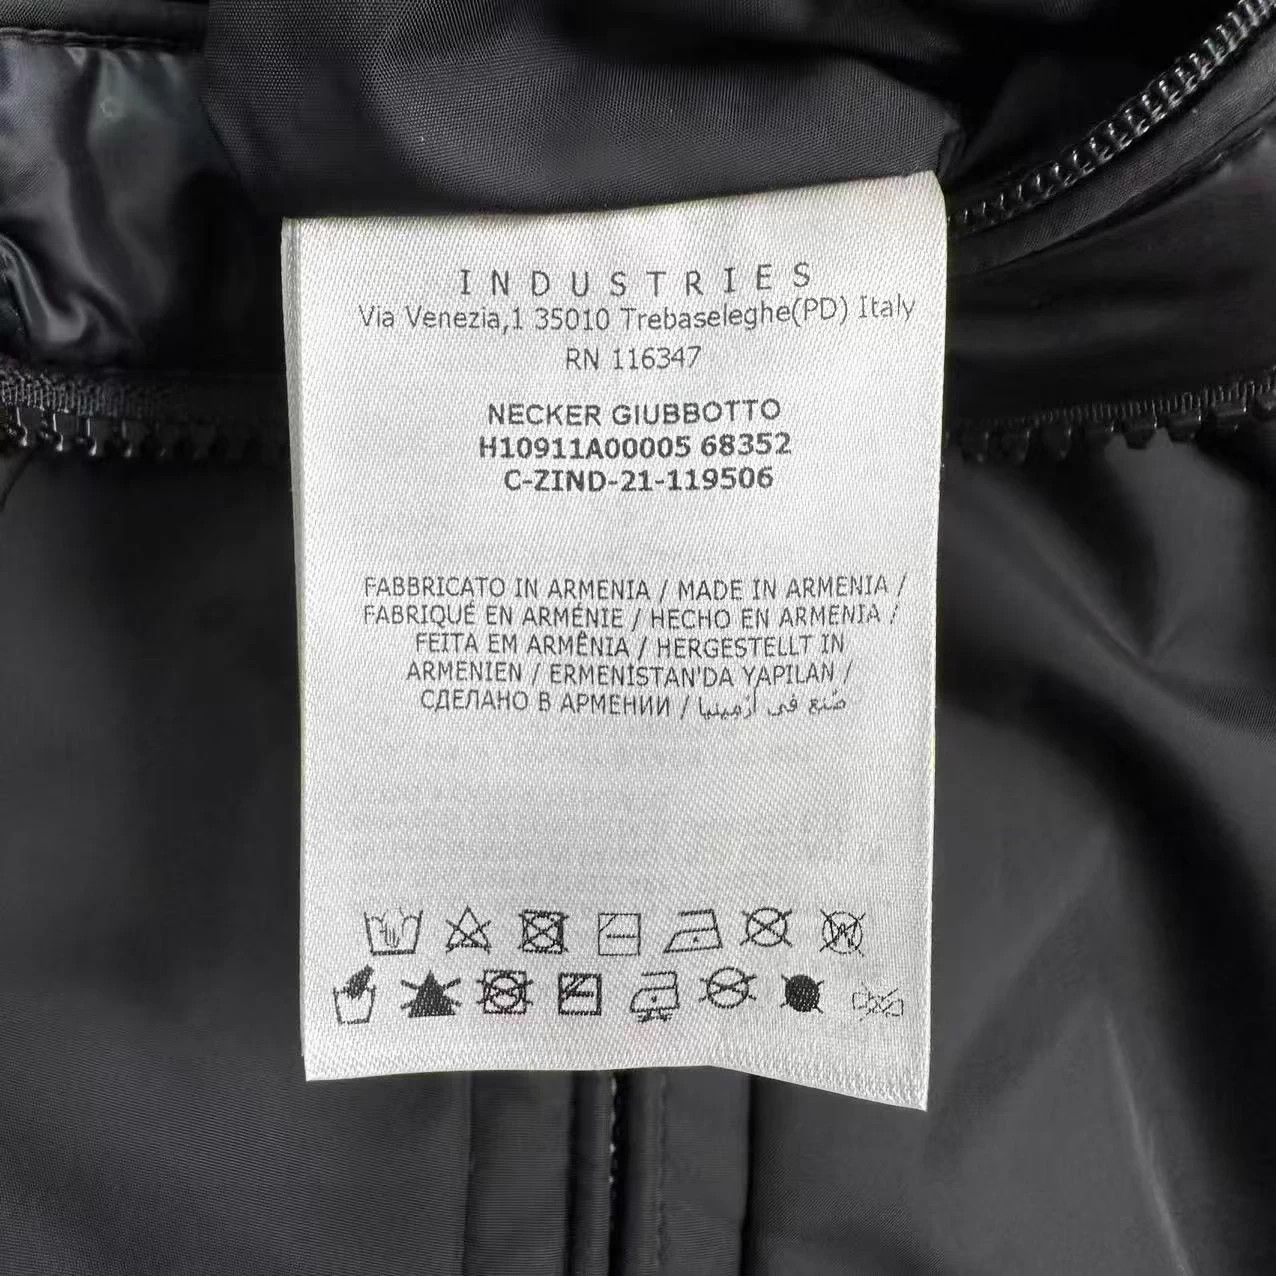 INDUSTRIES
Via Venezia,1 35010 Trebaseleghe(PD) Italy
RN 116347
NECKER GIUBBOTTO
H10911A00005 68352
C-ZIND-21-119506
FABBRICATO IN ARMENIA / MADE IN ARMENIA /
FABRIQUÉ EN ARMÉNIE / HECHO EN ARMENIA /
FEITA EM ARMÊNIA / HERGESTELLT IN
ARMENIEN / ERMENİSTAN'DA YAPILAN /
СДЕЛАНО В АРМЕНИИ / صُنع في أرمينيا
W